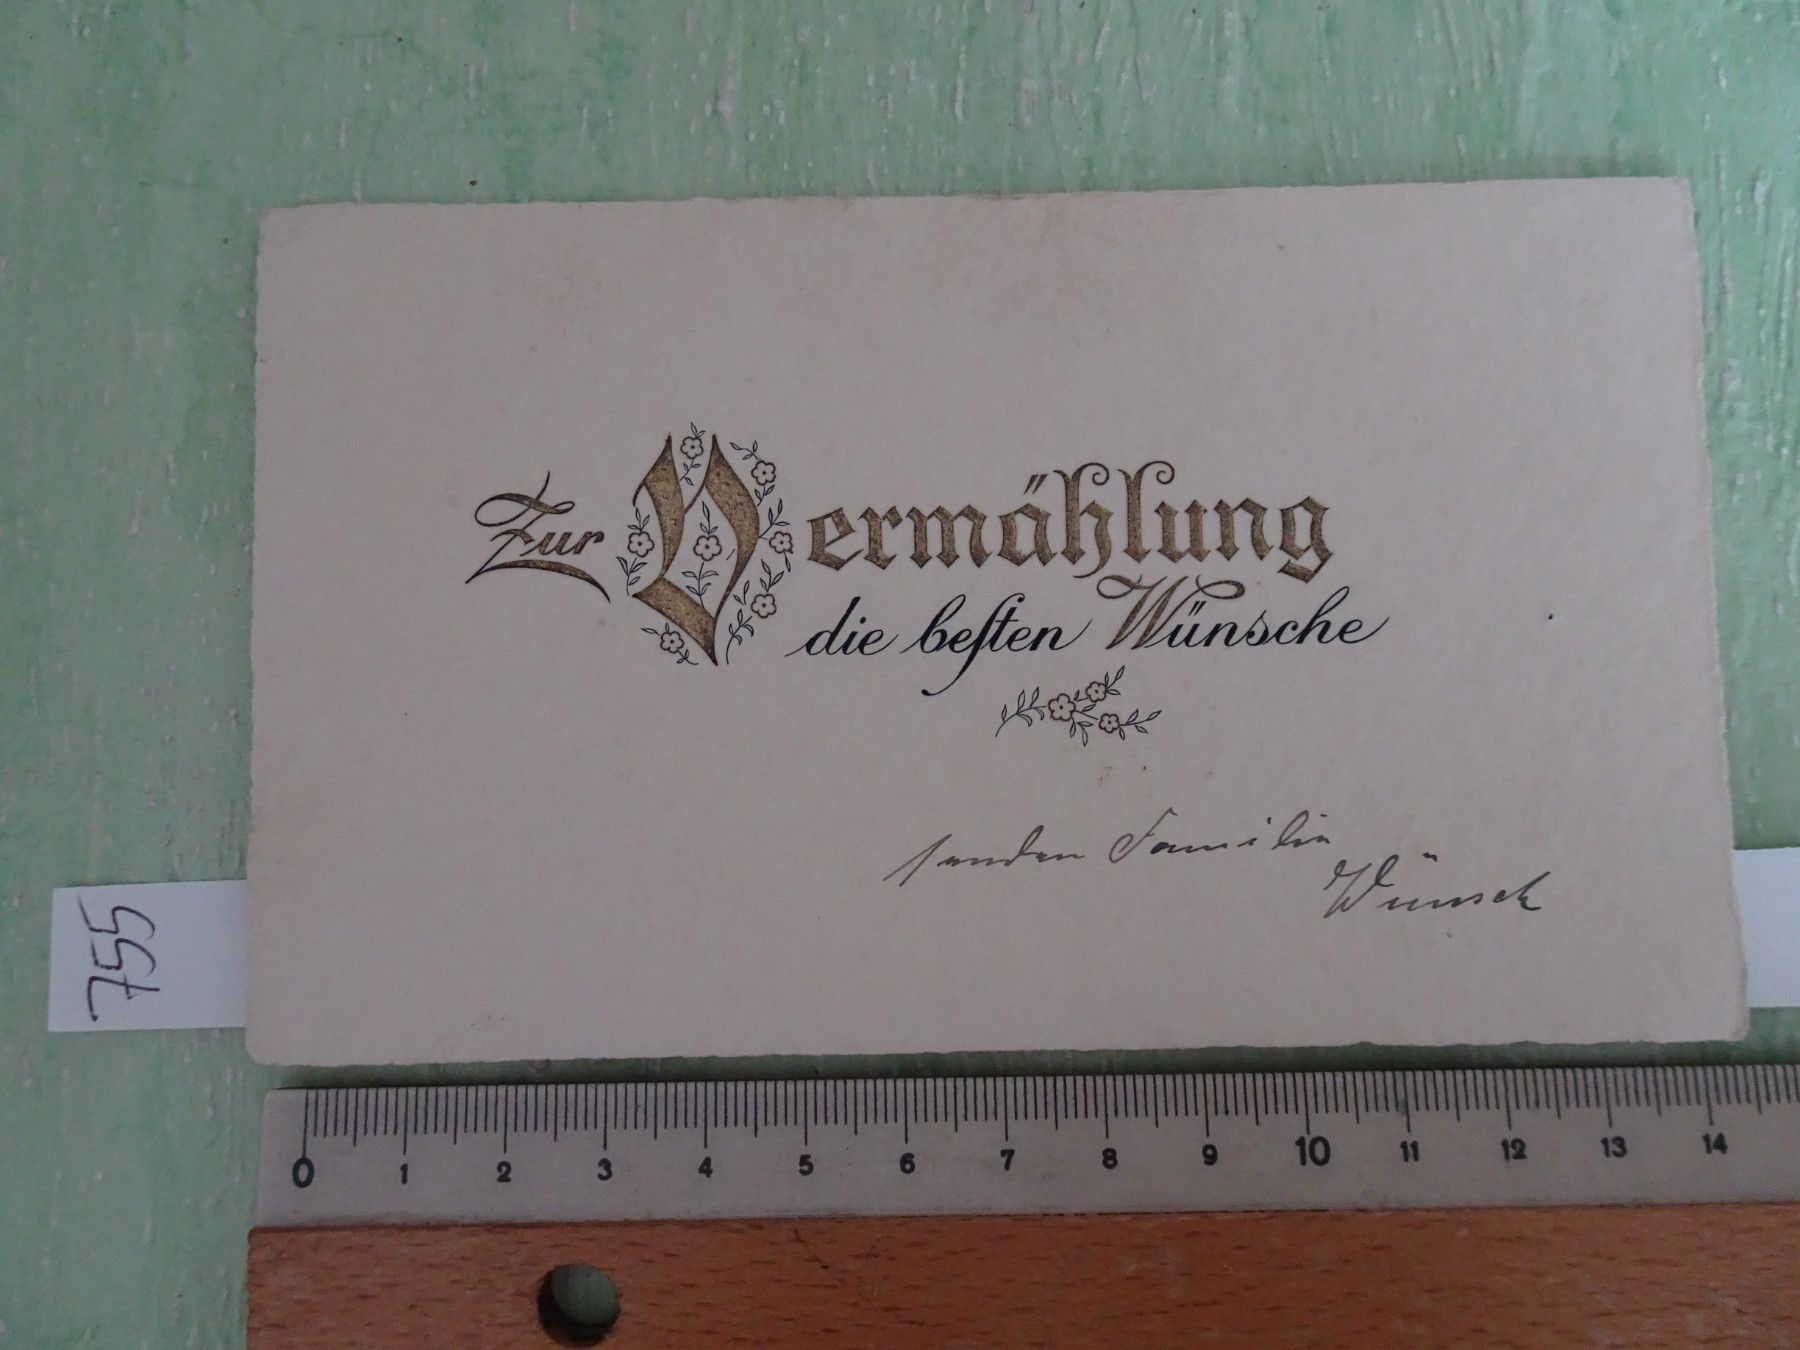 Zur Vermählung
die beſten Wünsche
senden Familie
Wünsch
755
0 1 2 3 4 5 6 7 8 9 10 11 12 13 14